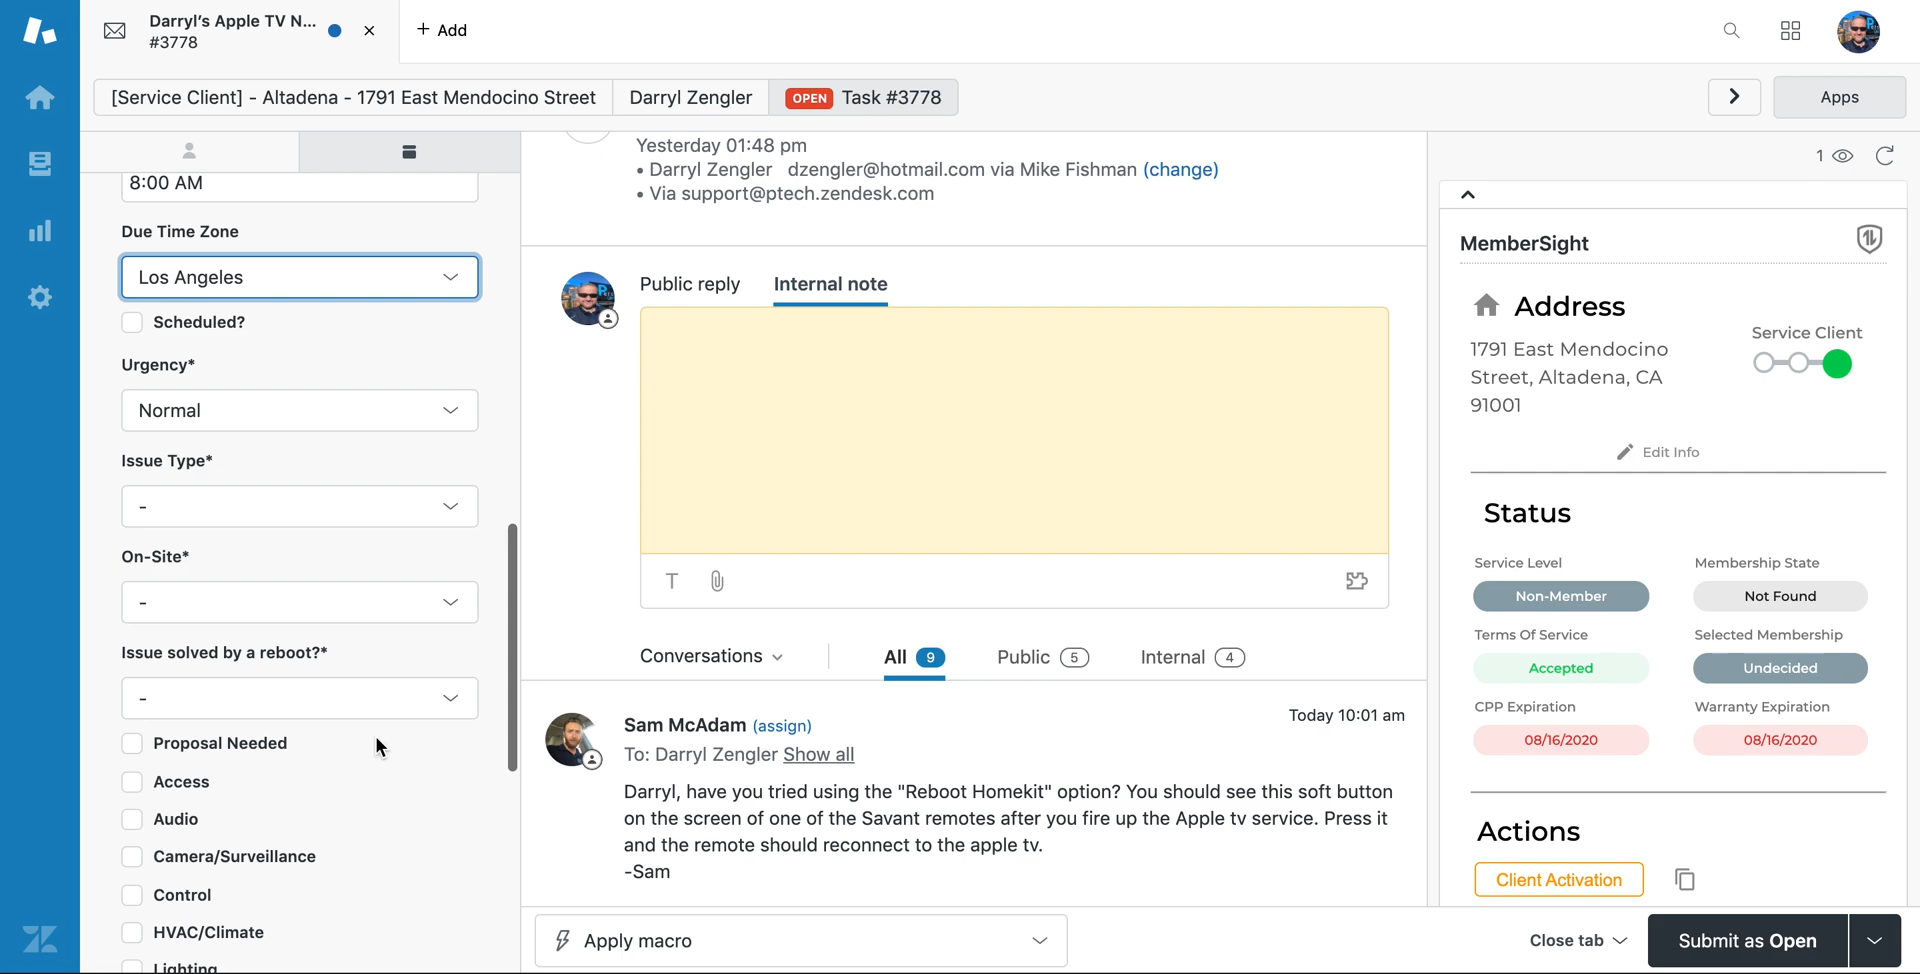 Darryl's Apple TV N...
#3778
+ Add
[Service Client] - Altadena - 1791 East Mendocino Street
Darryl Zengler
OPEN Task #3778
Apps
8:00 AM
Due Time Zone
Los Angeles
Scheduled?
Urgency*
Normal
Issue Type*
-
On-Site*
-
Issue solved by a reboot?*
-
Proposal Needed
Access
Audio
Camera/Surveillance
Control
HVAC/Climate
Lighting
Yesterday 01:48 pm
• Darryl Zengler dzengler@hotmail.com via Mike Fishman (change)
• Via support@ptech.zendesk.com
Public reply
Internal note
T
Conversations
All 9
Public 5
Internal 4
Sam McAdam (assign)
Today 10:01 am
To: Darryl Zengler Show all
Darryl, have you tried using the "Reboot Homekit" option? You should see this soft button
on the screen of one of the Savant remotes after you fire up the Apple tv service. Press it
and the remote should reconnect to the apple tv.
-Sam
Apply macro
Close tab
Submit as Open
1
MemberSight
Address
1791 East Mendocino
Street, Altadena, CA
91001
Service Client
Edit Info
Status
Service Level
Membership State
Non-Member
Not Found
Terms Of Service
Selected Membership
Accepted
Undecided
CPP Expiration
Warranty Expiration
08/16/2020
08/16/2020
Actions
Client Activation